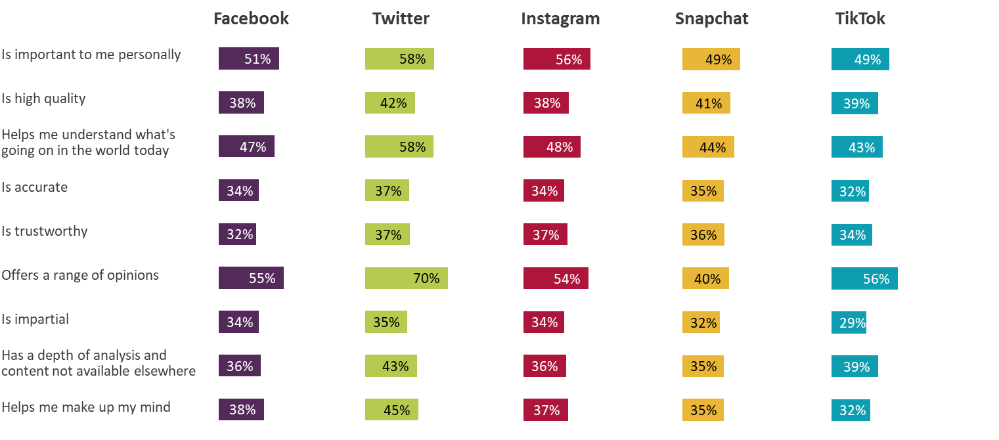 Facebook Twitter Instagram Snapchat TikTok
Is important to me personally 51% 58% 56% 49% 49%
Is high quality 38% 42% 38% 41% 39%
Helps me understand what's
going on in the world today 47% 58% 48% 44% 43%
Is accurate 34% 37% 34% 35% 32%
Is trustworthy 32% 37% 37% 36% 34%
Offers a range of opinions 55% 70% 54% 40% 56%
Is impartial 34% 35% 34% 32% 29%
Has a depth of analysis and
content not available elsewhere 36% 43% 36% 35% 39%
Helps me make up my mind 38% 45% 37% 35% 32%